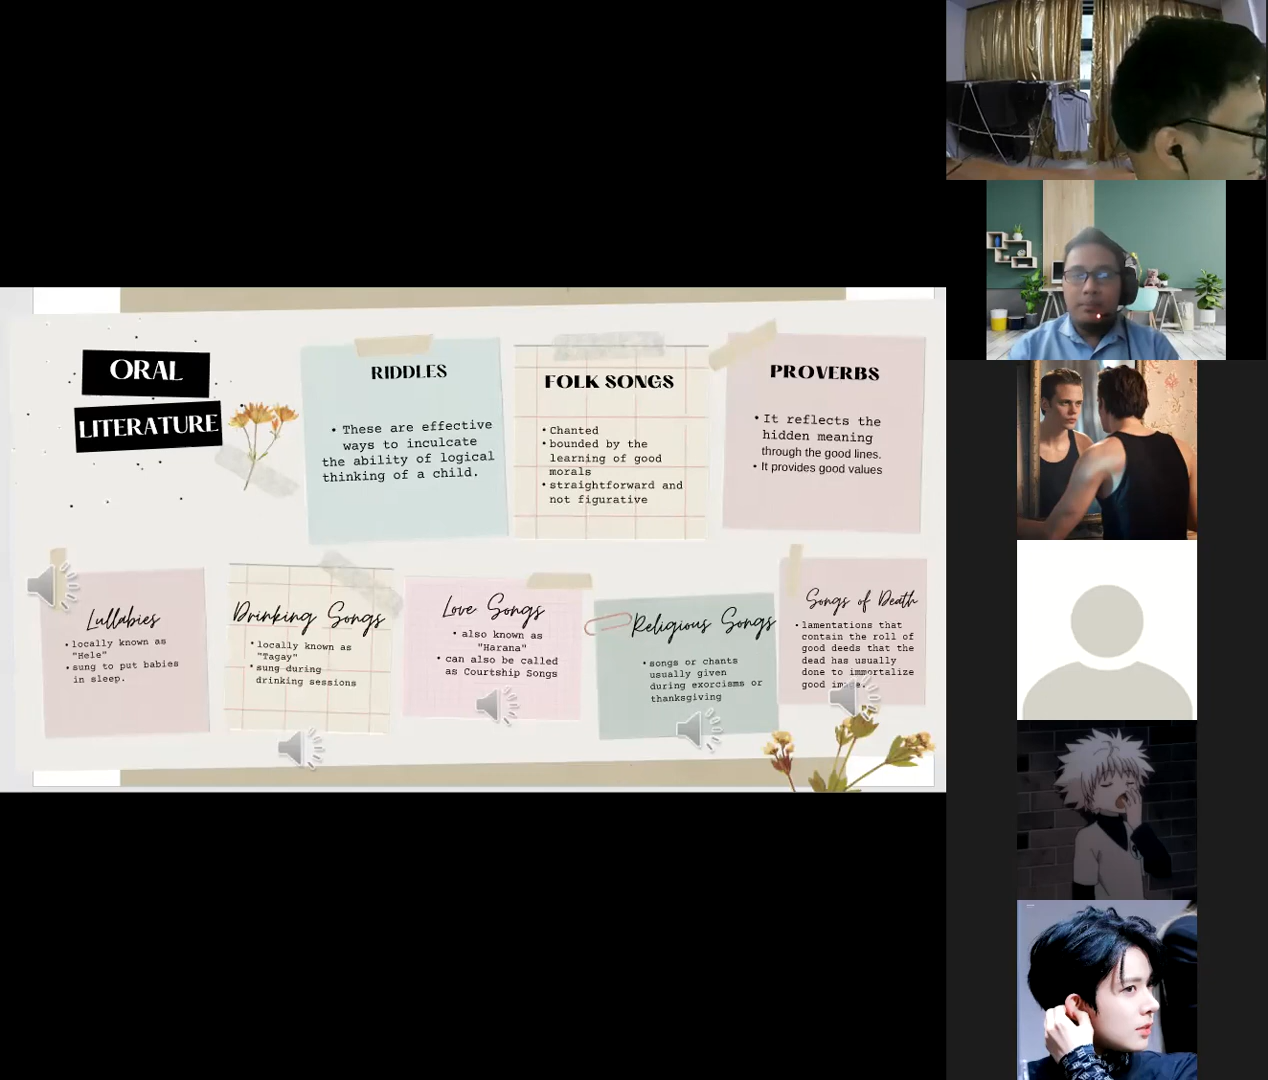 ORAL
LITERATURE
RIDDLES
• These are effective
ways to inculcate
the ability of logical
thinking of a child.
FOLK SONGS
• Chanted
• bounded by the
learning of good
morals
• straightforward and
not figurative
PROVERBS
• It reflects the
hidden meaning
through the good lines.
• It provides good values
Lullabies
• locally known as
"Hele"
• sung to put babies
in sleep.
Drinking Songs
• locally known as
"Tagay"
• sung during
drinking sessions
Love Songs
• also known as
"Harana"
• can also be called
as Courtship Songs
Religious Songs
• songs or chants
usually given
during exorcisms or
thanksgiving
Songs of Death
• lamentations that
contain the roll of
good deeds that the
dead has usually
done to immortalize
good image.